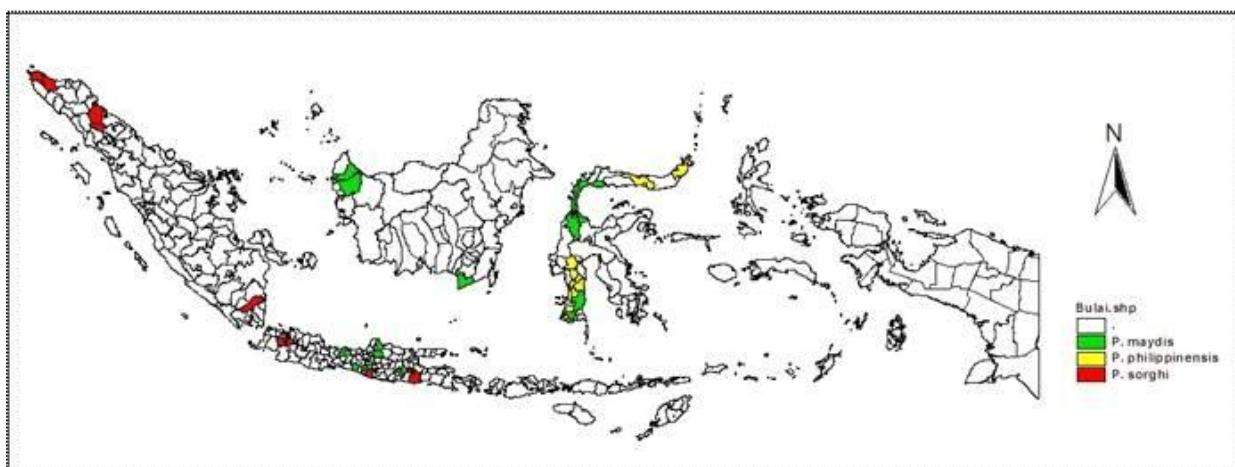 N
Bulai.shp
.
P. maydis
P. philippinensis
P. sorghi